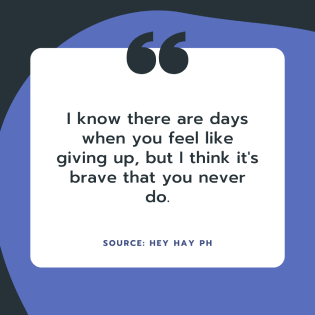 I know there are days
when you feel like
giving up, but I think it's
brave that you never
do.
SOURCE: HEY HAY PH